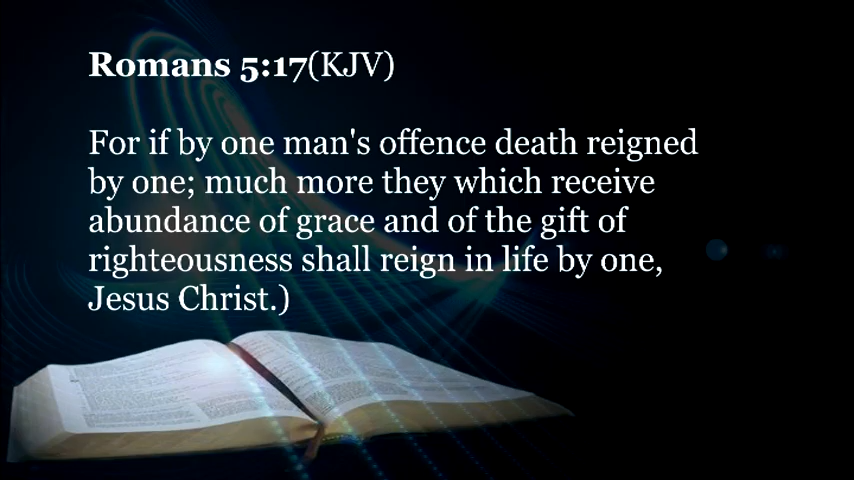 Romans 5:17(KJV)
For if by one man's offence death reigned
by one; much more they which receive
abundance of grace and of the gift of
righteousness shall reign in life by one,
Jesus Christ.)